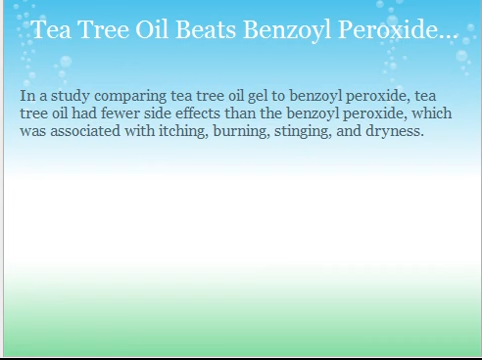 Tea Tree Oil Beats Benzoyl Peroxide...
In a study comparing tea tree oil gel to benzoyl peroxide, tea
tree oil had fewer side effects than the benzoyl peroxide, which
was associated with itching, burning, stinging, and dryness.